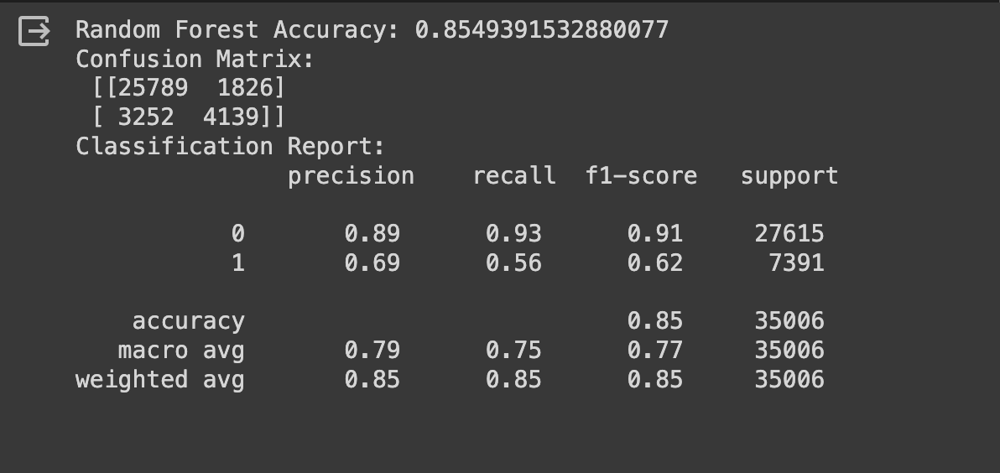 Random Forest Accuracy: 0.8549391532880077
Confusion Matrix:
[[25789 1826]
[ 3252 4139]]
Classification Report:
precision recall f1-score support
0 0.89 0.93 0.91 27615
1 0.69 0.56 0.62 7391
accuracy 0.85 35006
macro avg 0.79 0.75 0.77 35006
weighted avg 0.85 0.85 0.85 35006